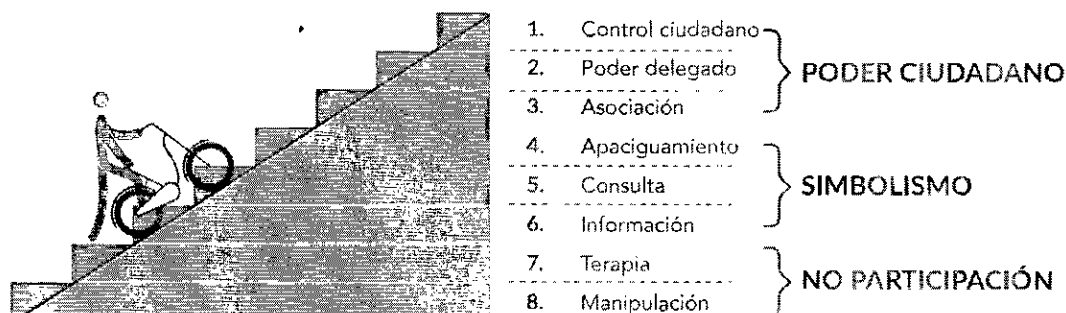 1. Control ciudadano
2. Poder delegado
3. Asociación
PODER CIUDADANO
4. Apaciguamiento
5. Consulta
6. Información
SIMBOLISMO
7. Terapia
8. Manipulación
NO PARTICIPACIÓN